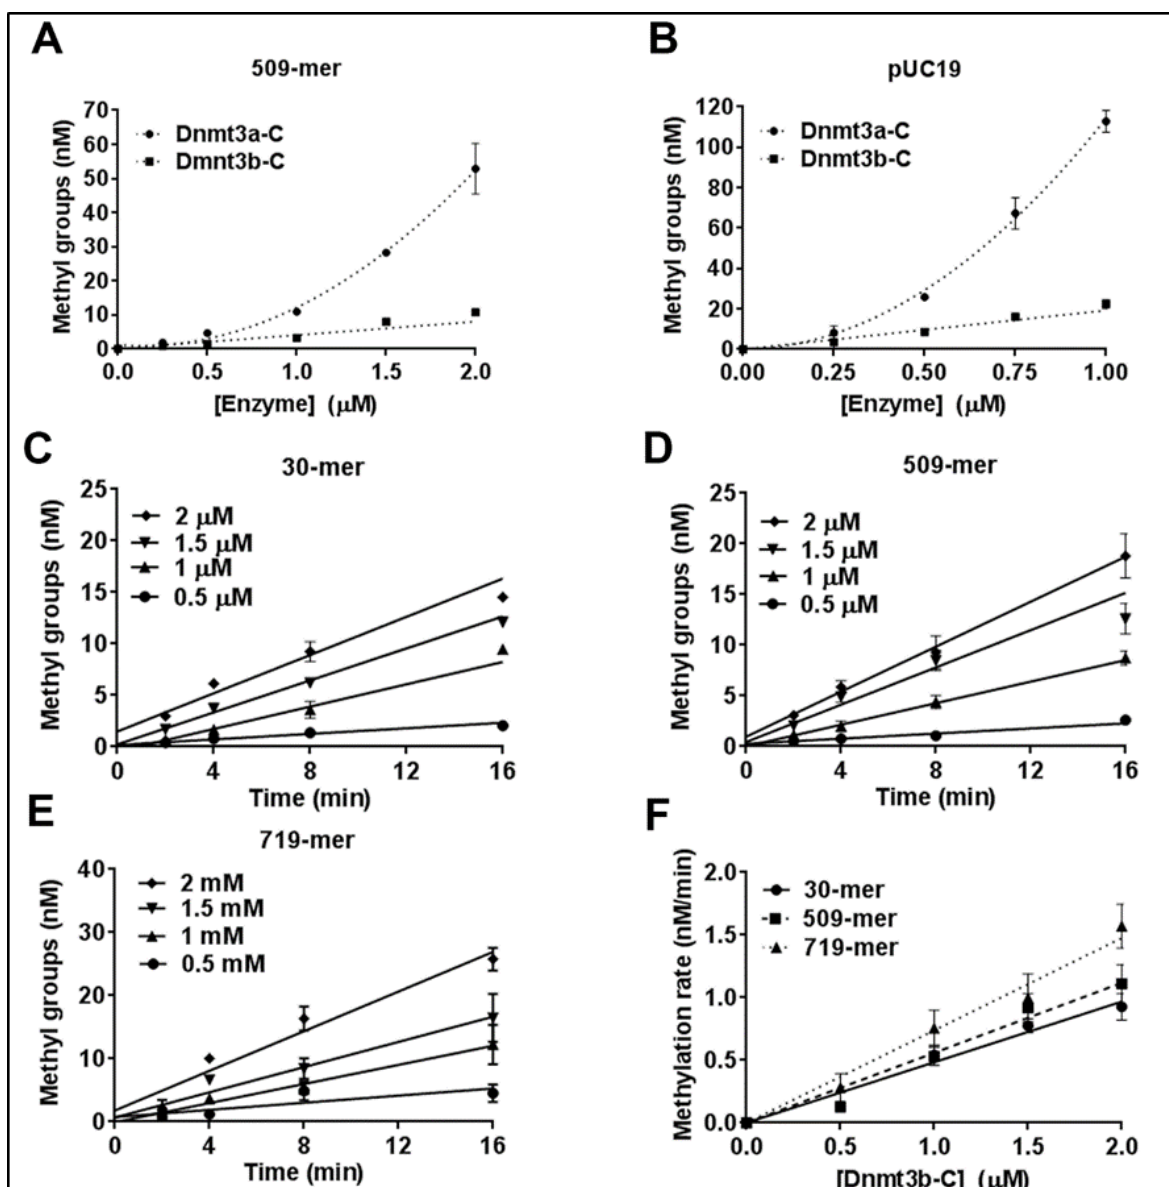 A
509-mer
Methyl groups (nM)
70
60
50
40
30
20
10
0
Dnmt3a-C
Dmnt3b-C
0.0 0.5 1.0 1.5 2.0
[Enzyme] (μM)
B
pUC19
Methyl groups (nM)
120
100
80
60
40
20
0
Dnmt3a-C
Dnmt3b-C
0.00 0.25 0.50 0.75 1.00
[Enzyme] (μM)
C
30-mer
Methyl groups (nM)
25
20
15
10
5
0
2 μM
1.5 μM
1 μM
0.5 μM
0 4 8 12 16
Time (min)
D
509-mer
Methyl groups (nM)
25
20
15
10
5
0
2 μM
1.5 μM
1 μM
0.5 μM
0 4 8 12 16
Time (min)
E
719-mer
Methyl groups (nM)
40
30
20
10
0
2 mM
1.5 mM
1 mM
0.5 mM
0 4 8 12 16
Time (min)
F
Methylation rate (nM/min)
2.0
1.5
1.0
0.5
0.0
30-mer
509-mer
719-mer
0.0 0.5 1.0 1.5 2.0
[Dnmt3b-C] (μM)